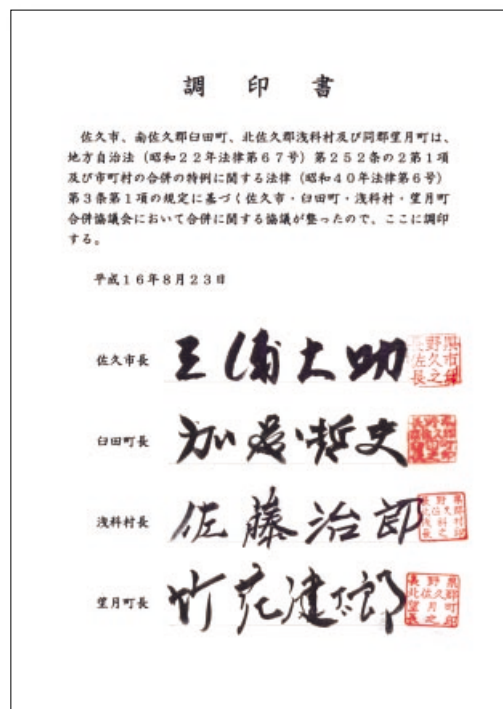 調印書
佐久市、南佐久郡臼田町、北佐久郡浅科村及び同郡望月町は、
地方自治法（昭和２２年法律第６７号）第２５２条の２第１項
及び市町村の合併の特例に関する法律（昭和４０年法律第６号）
第３条第１項の規定に基づく佐久市・臼田町・浅科村・望月町
合併協議会において合併に関する協議が整ったので、ここに調印
する。
平成１６年８月２３日
佐久市長 三浦大助
臼田町長
浅科村長 佐藤治郎
望月町長 竹花健太郎